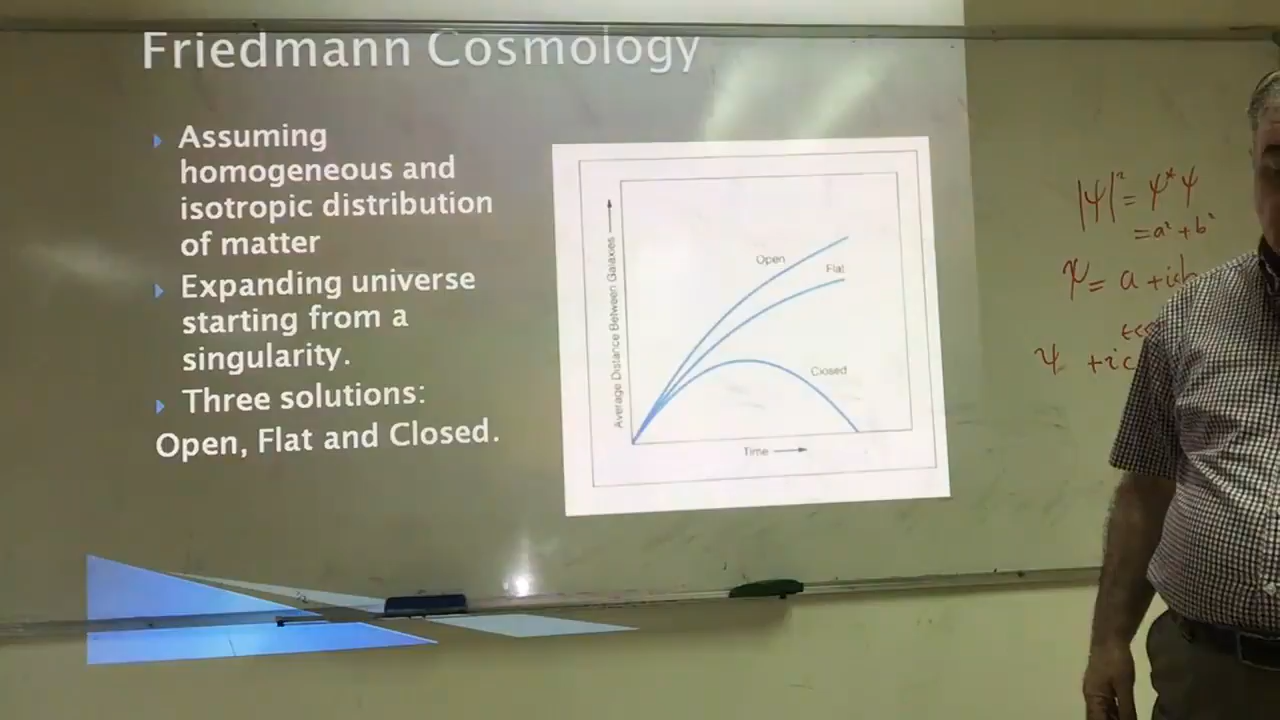 Friedmann Cosmology
Assuming
homogeneous and
isotropic distribution
of matter
Expanding universe
starting from a
singularity.
Three solutions:
Open, Flat and Closed.
Average Distance Between Galaxies
Open
Flat
Closed
Time
|ψ|² = ψ* ψ
= a² + b²
ψ = a + ib